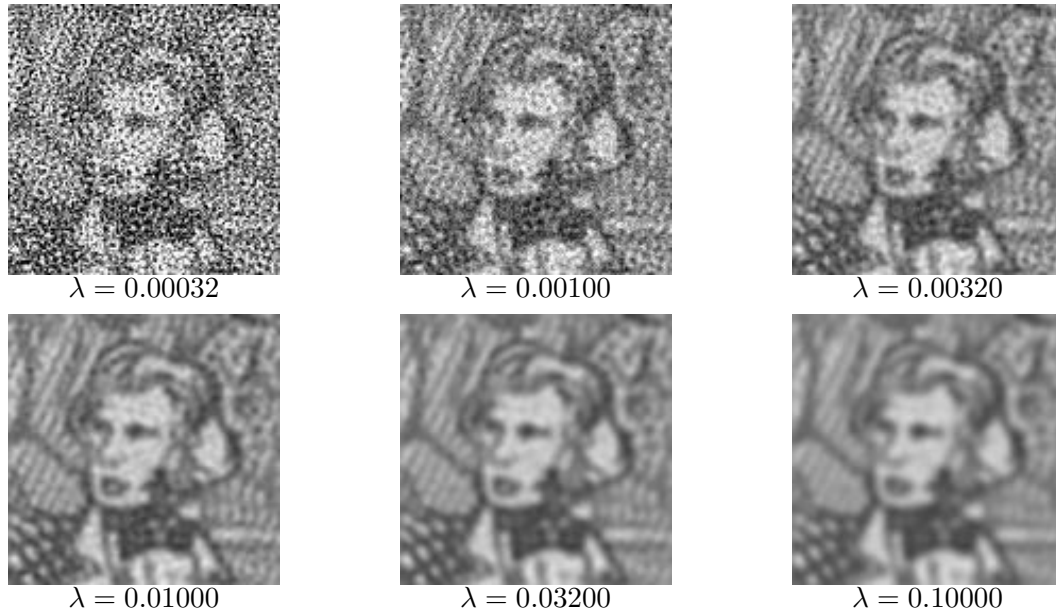 λ = 0.00032 λ = 0.00100 λ = 0.00320
λ = 0.01000 λ = 0.03200 λ = 0.10000